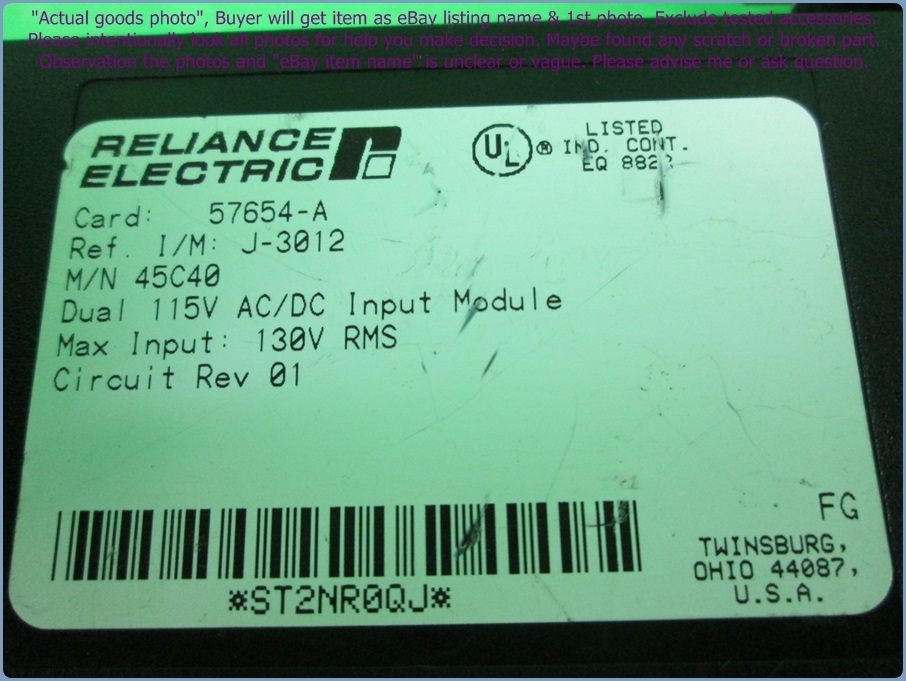 "Actual goods photo", Buyer will get item as eBay listing name & 1st photo. Exclude tested accessories.
Please intentionally look all photos for help you make decision. Maybe found any scratch or broken part.
Observation the photos and "eBay item name" is unclear or vague. Please advise me or ask question.
RELIANCE
ELECTRIC
UL ® LISTED
IND. CONT.
EQ
Card: 57654-A
Ref. I/M: J-3012
M/N 45C40
Dual 115V AC/DC Input Module
Max Input: 130V RMS
Circuit Rev 01
*ST2NR0QJ*
FG
TWINSBURG,
OHIO 44087,
U.S.A.